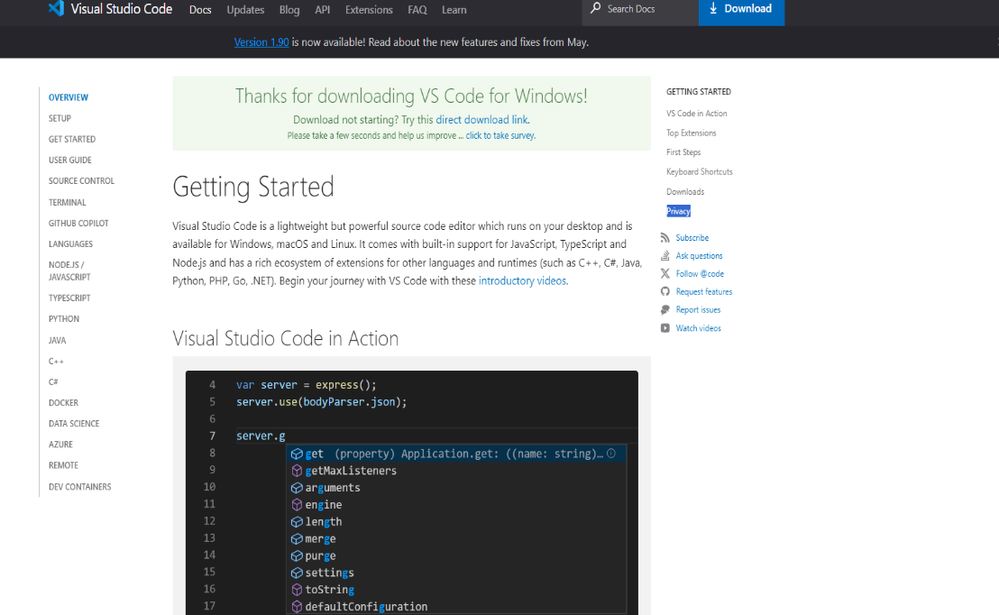 Visual Studio Code Docs Updates Blog API Extensions FAQ Learn Search Docs Download
Version 1.90 is now available! Read about the new features and fixes from May.
OVERVIEW
SETUP
GET STARTED
USER GUIDE
SOURCE CONTROL
TERMINAL
GITHUB COPILOT
LANGUAGES
NODE.JS /
JAVASCRIPT
TYPESCRIPT
PYTHON
JAVA
C++
C#
DOCKER
DATA SCIENCE
AZURE
REMOTE
DEV CONTAINERS
Thanks for downloading VS Code for Windows!
Download not starting? Try this direct download link.
Please take a few seconds and help us improve ... click to take survey.
Getting Started
Visual Studio Code is a lightweight but powerful source code editor which runs on your desktop and is
available for Windows, macOS and Linux. It comes with built-in support for JavaScript, TypeScript and
Node.js and has a rich ecosystem of extensions for other languages and runtimes (such as C++, C#, Java,
Python, PHP, Go, .NET). Begin your journey with VS Code with these introductory videos.
Visual Studio Code in Action
4 var server = express();
5 server.use(bodyParser.json);
6
7 server.g
8 get (property) Application.get: ((name: string)…
9 getMaxListeners
10 arguments
11 engine
12 length
13 merge
14 purge
15 settings
16 toString
17 defaultConfiguration
GETTING STARTED
VS Code in Action
Top Extensions
First Steps
Keyboard Shortcuts
Downloads
Privacy
Subscribe
Ask questions
Follow @code
Request features
Report issues
Watch videos